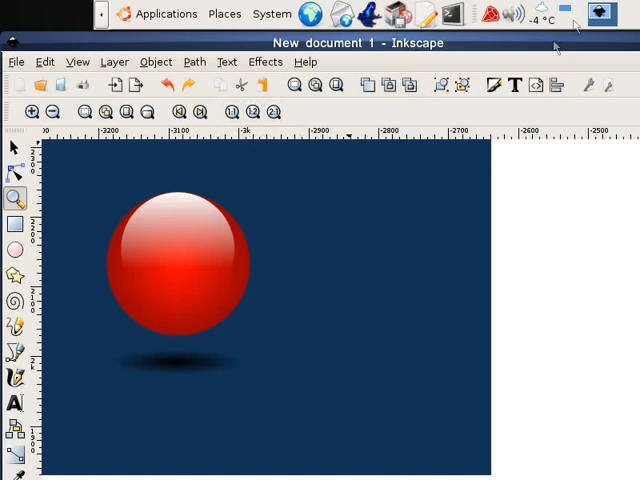 Applications Places System -4 °C
New document 1 - Inkscape
File Edit View Layer Object Path Text Effects Help
-3200 -3100 -3k -2900 -2800 -2700 -2600 -2500